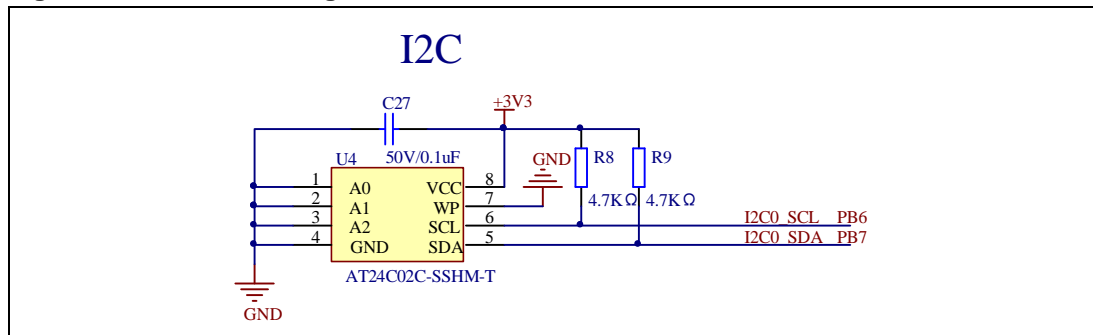 I2C
C27
+3V3
U4
50V/0.1uF
GND
R8
R9
1
A0
VCC
8
2
A1
WP
7
4.7KΩ
4.7KΩ
3
A2
SCL
6
I2C0_SCL
PB6
4
GND
SDA
5
I2C0_SDA
PB7
AT24C02C-SSHM-T
GND